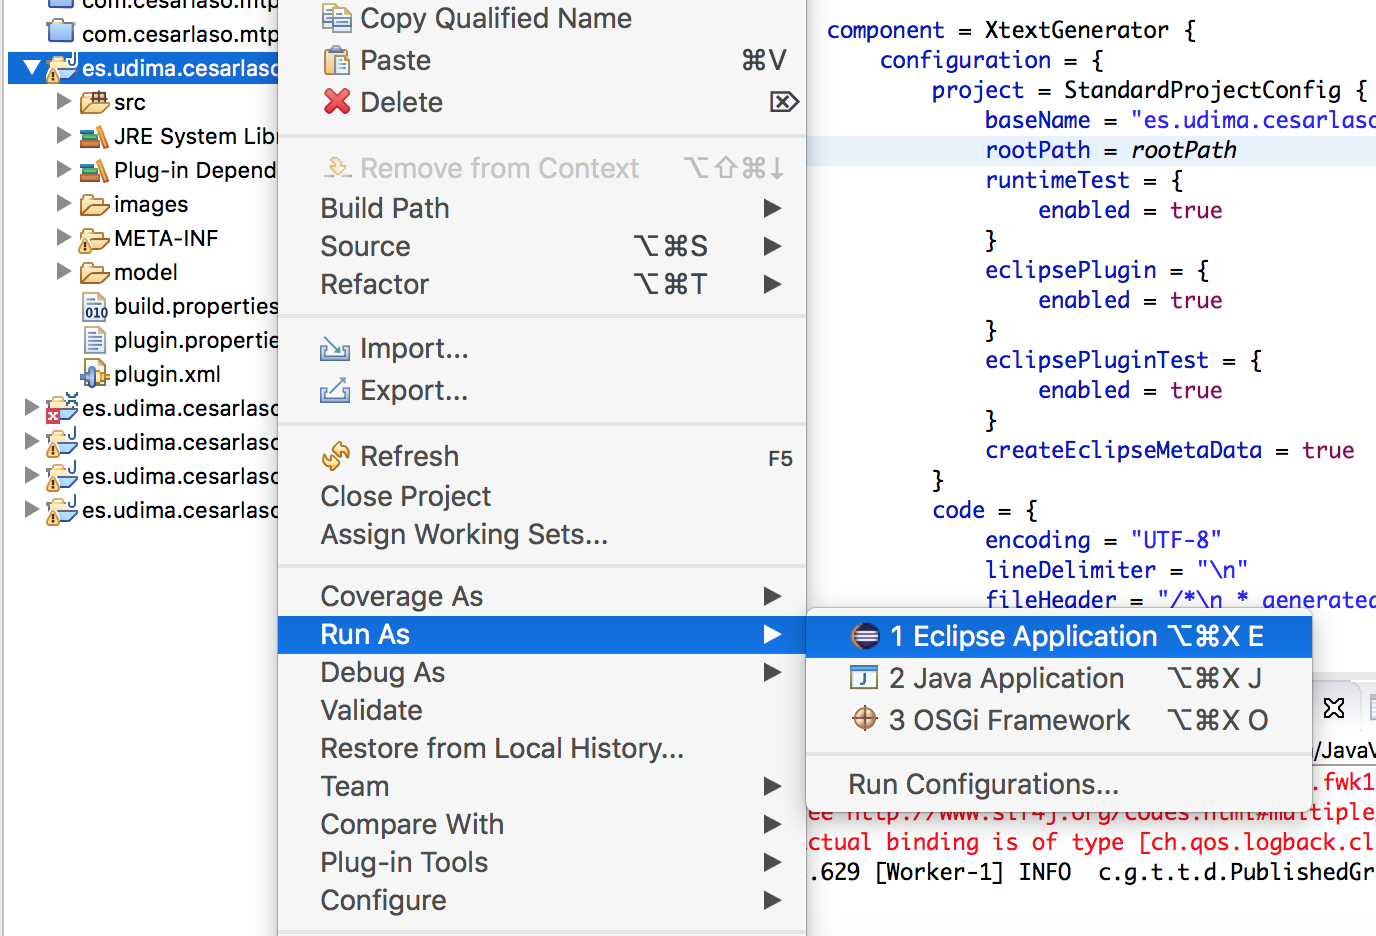 com.cesarlaso.mtp
com.cesarlaso.mtp
es.udima.cesarlaso
src
JRE System Lib
Plug-in Depend
images
META-INF
model
build.properties
plugin.propertie
plugin.xml
es.udima.cesarlaso
es.udima.cesarlaso
es.udima.cesarlaso
es.udima.cesarlaso
Copy Qualified Name
Paste ⌘V
Delete ⌦
Remove from Context ⌥⇧⌘↓
Build Path ▶
Source ⌥⌘S ▶
Refactor ⌥⌘T ▶
Import...
Export...
Refresh F5
Close Project
Assign Working Sets...
Coverage As ▶
Run As ▶
Debug As ▶
Validate
Restore from Local History...
Team ▶
Compare With ▶
Plug-in Tools ▶
Configure ▶
1 Eclipse Application ⌥⌘X E
2 Java Application ⌥⌘X J
3 OSGi Framework ⌥⌘X O
Run Configurations...
component = XtextGenerator {
configuration = {
project = StandardProjectConfig {
baseName = "es.udima.cesarlaso
rootPath = rootPath
runtimeTest = {
enabled = true
}
eclipsePlugin = {
enabled = true
}
eclipsePluginTest = {
enabled = true
}
createEclipseMetaData = true
}
code = {
encoding = "UTF-8"
lineDelimiter = "\n"
fileHeader = "/*\n * generated
/JavaV
.fwk1
ee http://www.slf4j.org/codes.html#multiple
ctual binding is of type [ch.qos.logback.cl
.629 [Worker-1] INFO c.g.t.t.d.PublishedGr